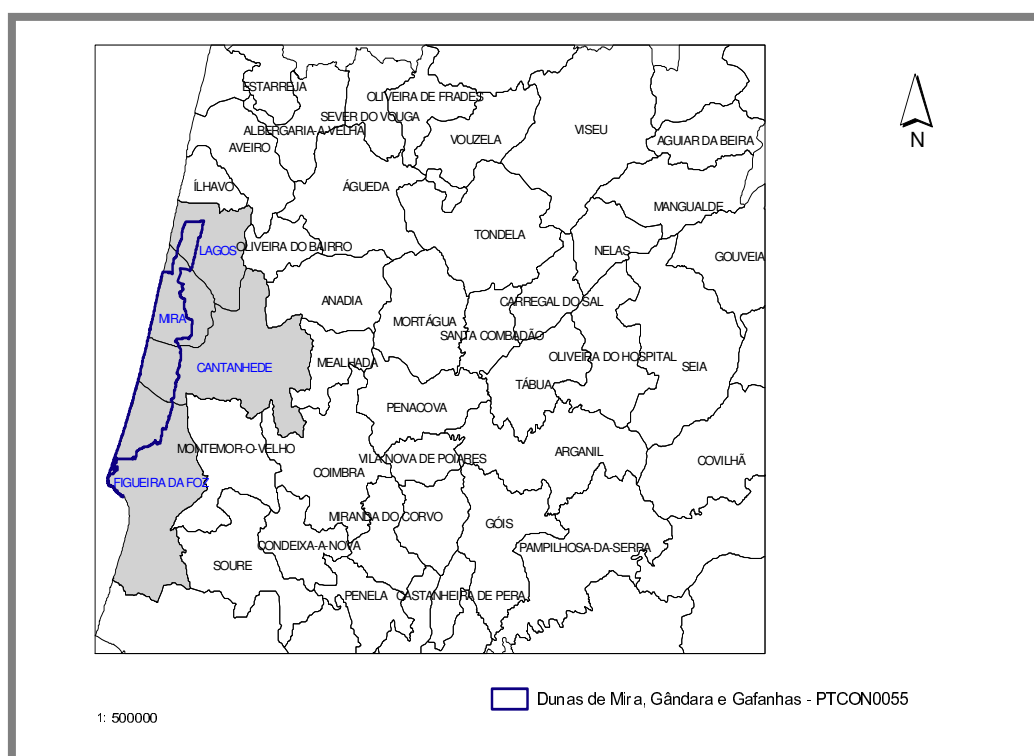 ESTARREJA
OLIVEIRA DE FRADES
SEVER DO VOUGA
ALBERGARIA-A-VELHA
VISEU
VOUZELA
AGUIAR DA BEIRA
AVEIRO
ÍLHAVO
ÁGUEDA
MANGUALDE
TONDELA
OLIVEIRA DO BAIRRO
LAGOS
NELAS
GOUVEIA
ANADIA
CARREGAL DO SAL
MIRA
MORTÁGUA
SANTA COMBADÃO
MEALHADA
OLIVEIRA DO HOSPITAL
CANTANHEDE
SEIA
TÁBUA
PENACOVA
MONTEMOR-O-VELHO
ARGANIL
VILA NOVA DE POIARES
COVILHÃ
COIMBRA
FIGUEIRA DA FOZ
MIRANDA DO CORVO
GÓIS
CONDEIXA-A-NOVA
PAMPILHOSA-DA-SERRA
SOURE
PENELA
CASTANHEIRA DE PERA
N
Dunas de Mira, Gândara e Gafanhas - PTCON0055
1: 500000